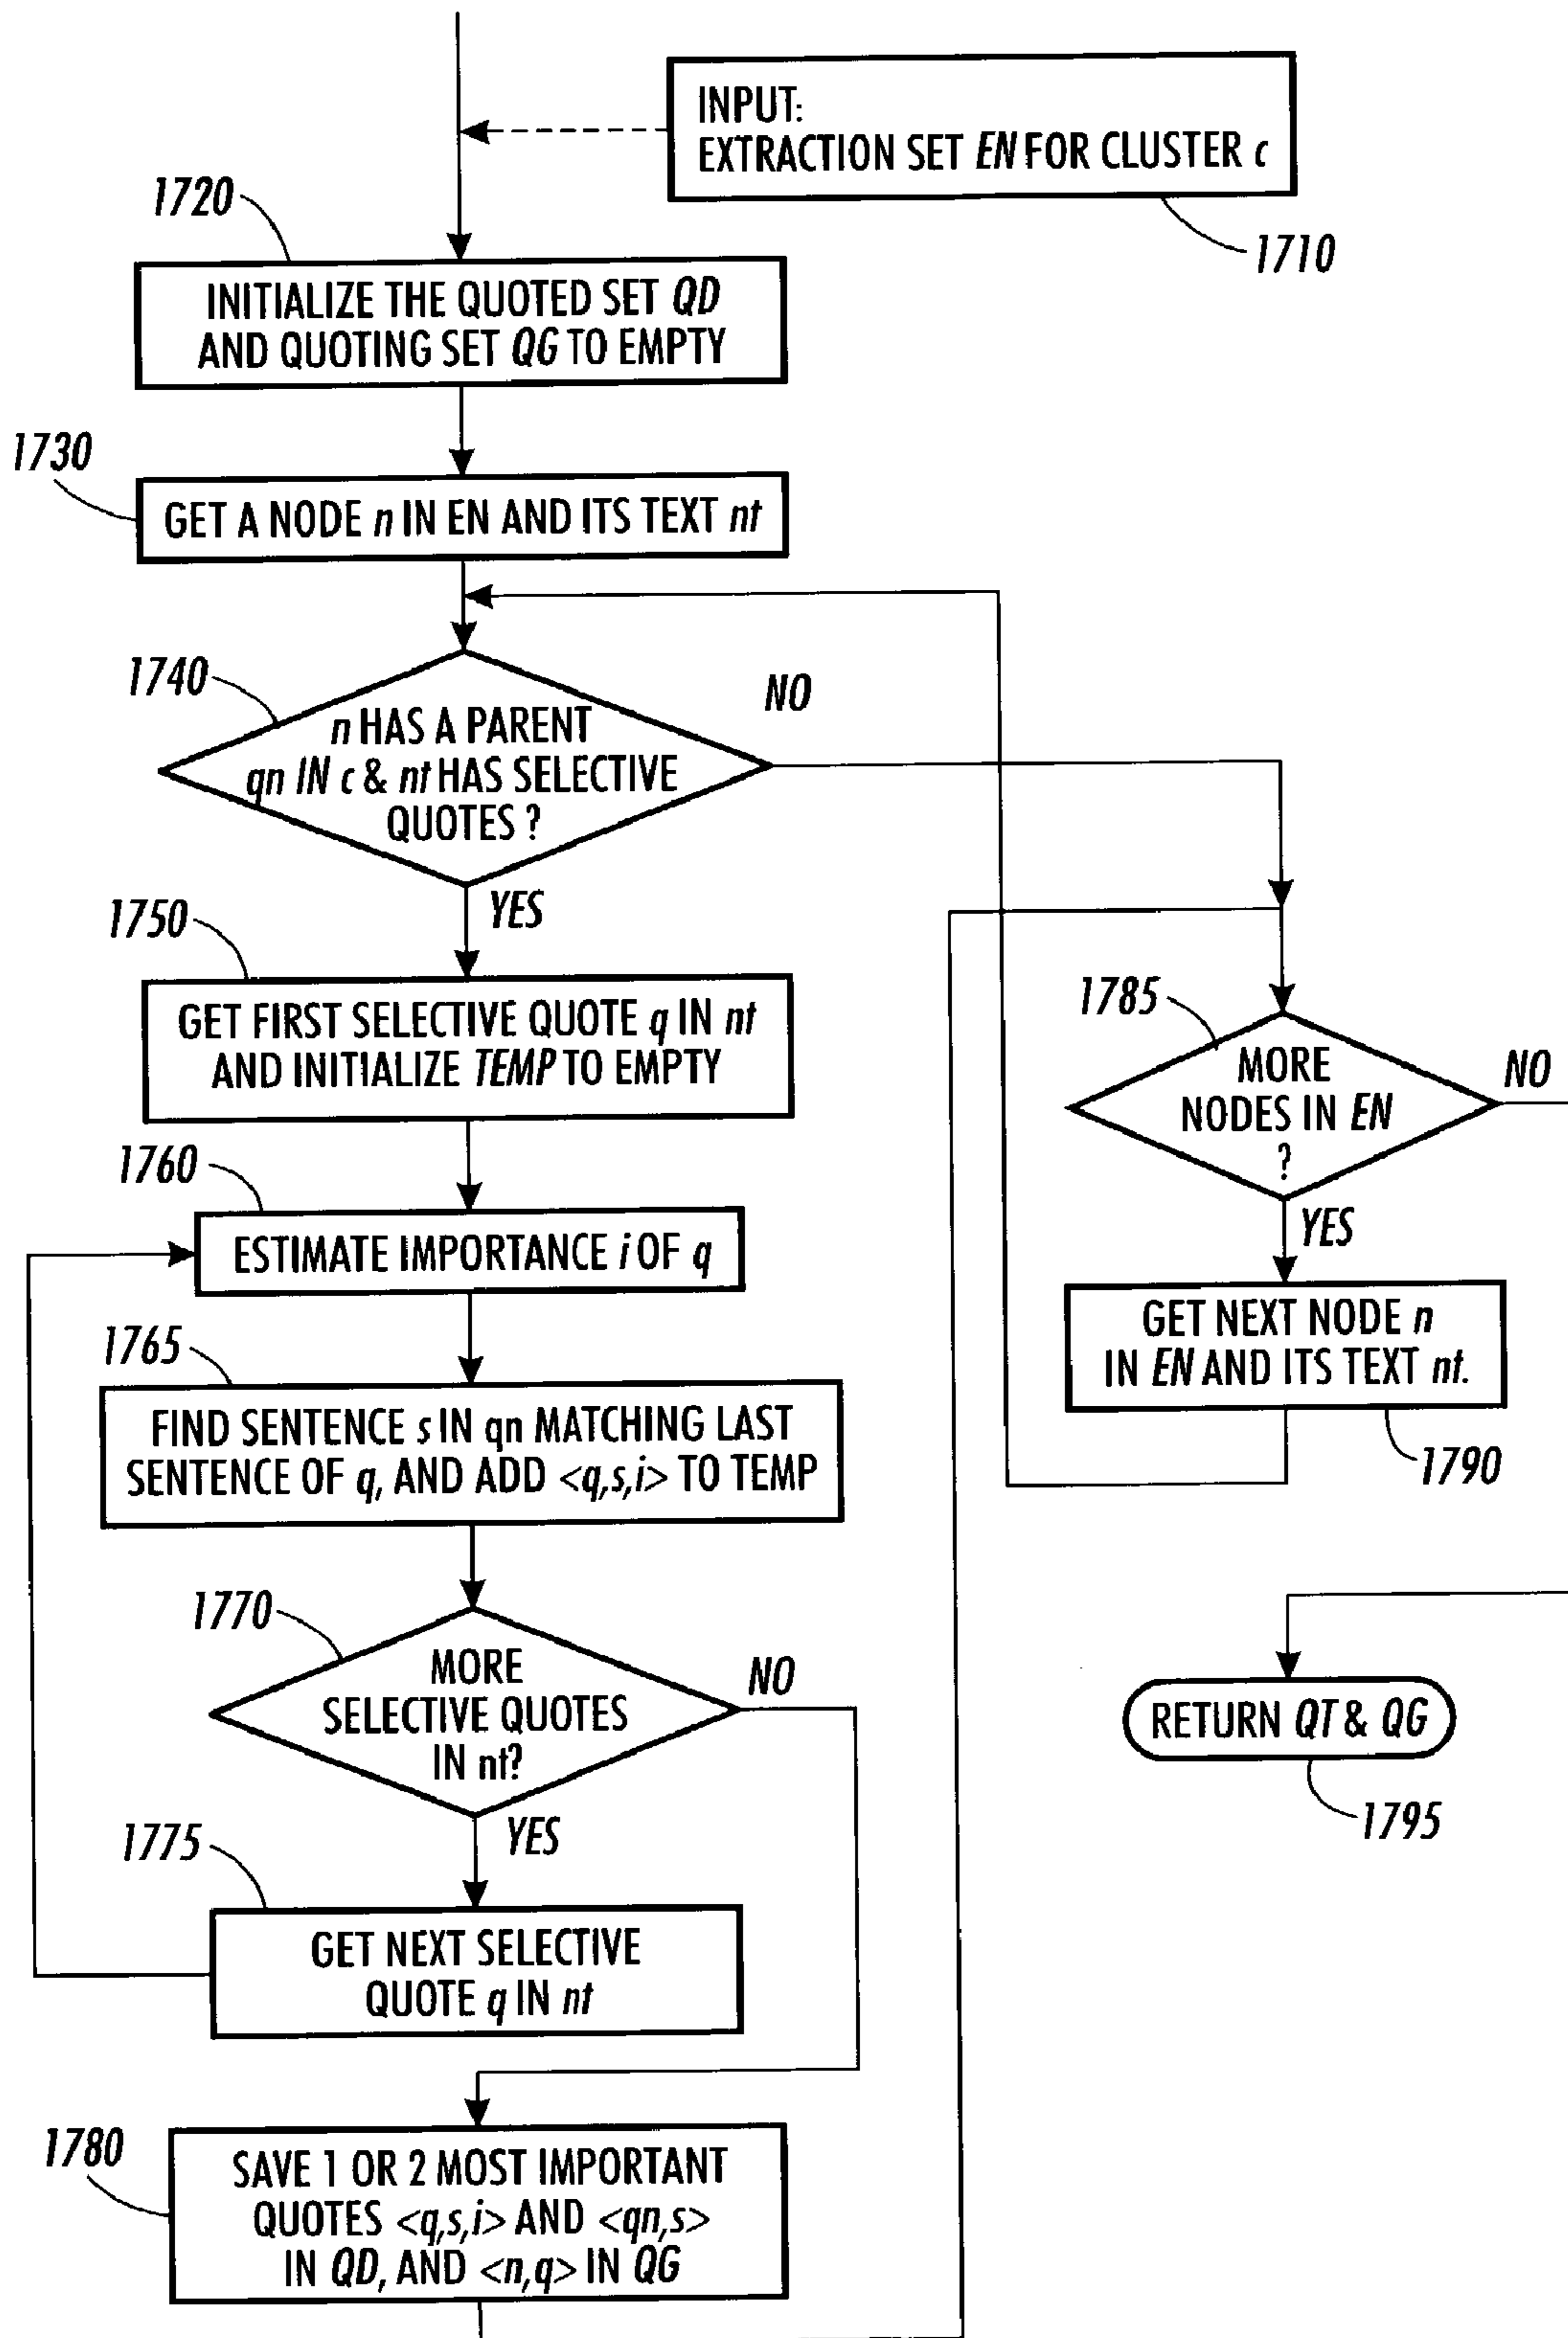 INPUT:
EXTRACTION SET EN FOR CLUSTER c
1710
1720
INITIALIZE THE QUOTED SET QD
AND QUOTING SET QG TO EMPTY
1730
GET A NODE n IN EN AND ITS TEXT nt
1740
n HAS A PARENT
qn IN c & nt HAS SELECTIVE
QUOTES ?
NO
YES
1750
GET FIRST SELECTIVE QUOTE q IN nt
AND INITIALIZE TEMP TO EMPTY
1760
ESTIMATE IMPORTANCE i OF q
1765
FIND SENTENCE s IN qn MATCHING LAST
SENTENCE OF q, AND ADD <q,s,i> TO TEMP
1770
MORE
SELECTIVE QUOTES
IN nt?
NO
YES
1775
GET NEXT SELECTIVE
QUOTE q IN nt
1780
SAVE 1 OR 2 MOST IMPORTANT
QUOTES <q,s,i> AND <qn,s>
IN QD, AND <n,q> IN QG
1785
MORE
NODES IN EN
?
NO
YES
GET NEXT NODE n
IN EN AND ITS TEXT nt.
1790
RETURN QT & QG
1795